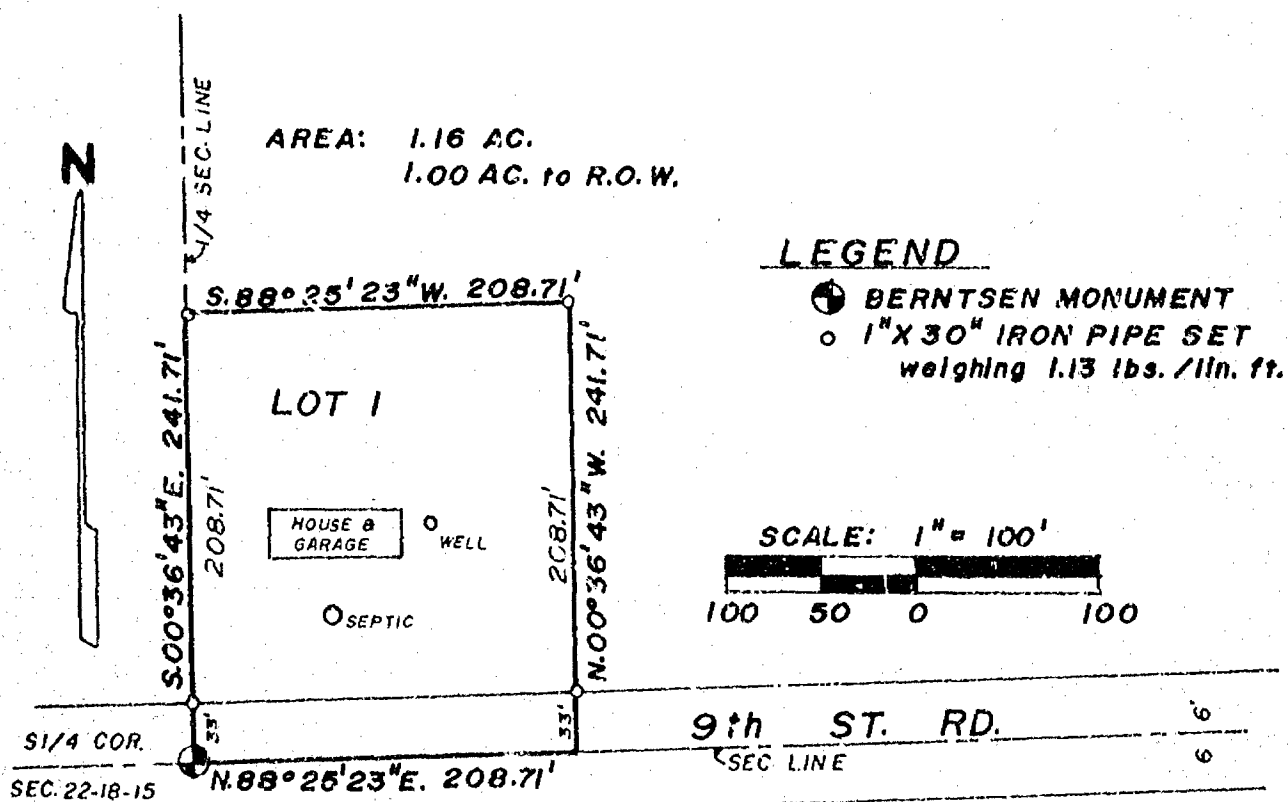 1/4 SEC. LINE
N
AREA: 1.16 AC.
1.00 AC. to R.O.W.
LEGEND
BERNTSEN MONUMENT
1"X 30" IRON PIPE SET
weighing 1.13 lbs./lin. ft.
S.88°25'23"W. 208.71'
S.00°36'43"E. 241.71'
208.71'
LOT 1
HOUSE &
GARAGE
WELL
SEPTIC
208.71'
N.00°36'43"W. 241.71'
SCALE: 1" = 100'
100 50 0 100
33'
33'
9th ST. RD.
S1/4 COR.
SEC LINE
SEC. 22-18-15
N.88°25'23"E. 208.71'